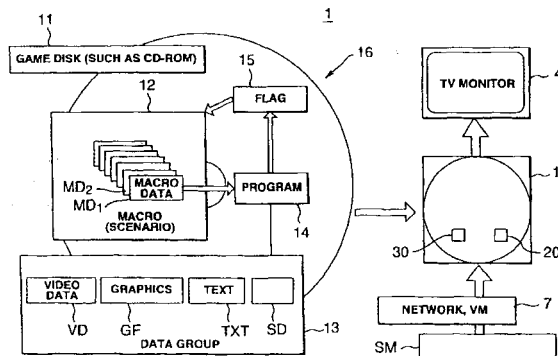 1
11
GAME DISK (SUCH AS CD-ROM)
16
12
15
FLAG
4
TV MONITOR
MD2
MD1
MACRO DATA
MACRO (SCENARIO)
PROGRAM
14
1
30
20
VIDEO DATA
GRAPHICS
TEXT
VD
GF
TXT
SD
13
DATA GROUP
NETWORK, VM
7
SM